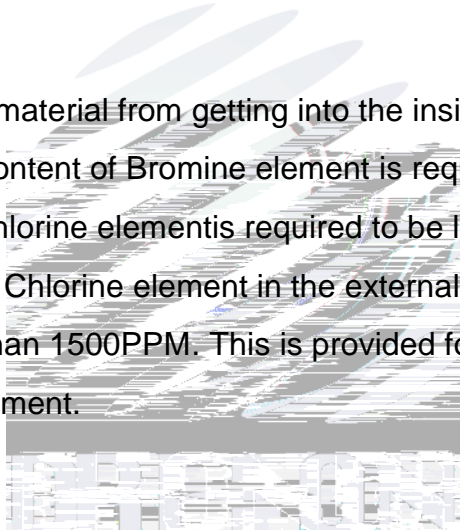 material from getting into the insi
ontent of Bromine element is req
hlorine elementis required to be l
Chlorine element in the external
han 1500PPM. This is provided fo
ment.